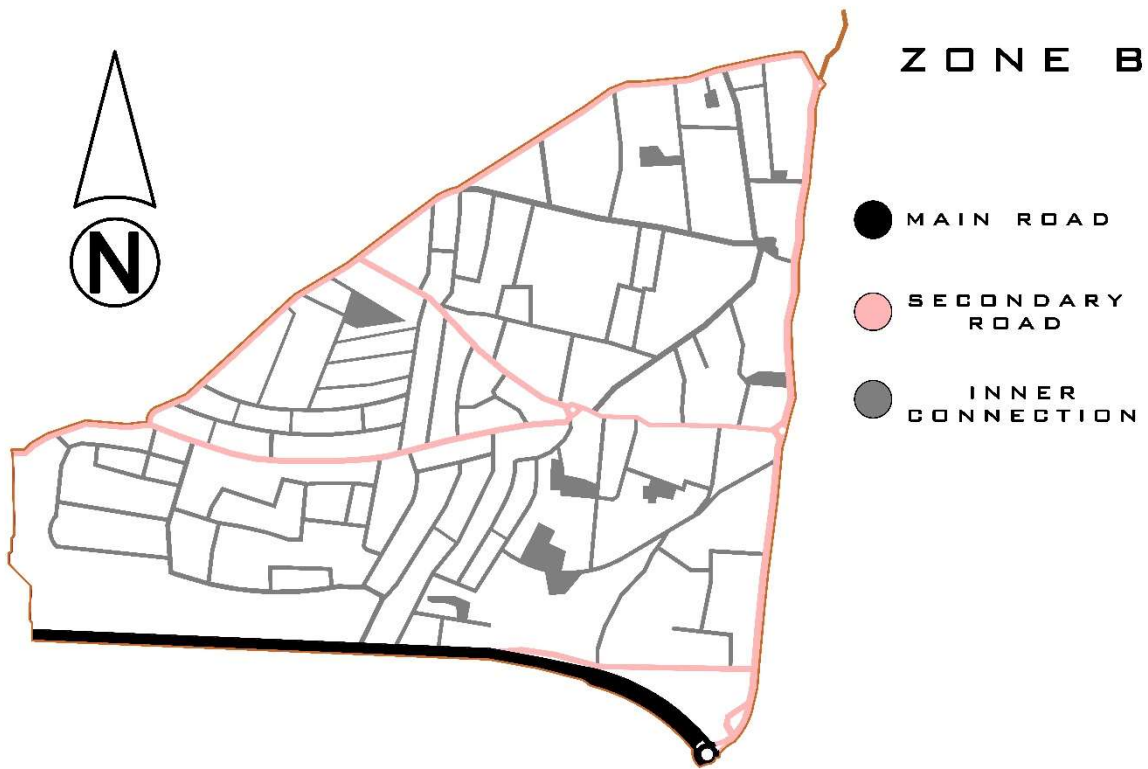 ZONE B
N
MAIN ROAD
SECONDARY
ROAD
INNER
CONNECTION